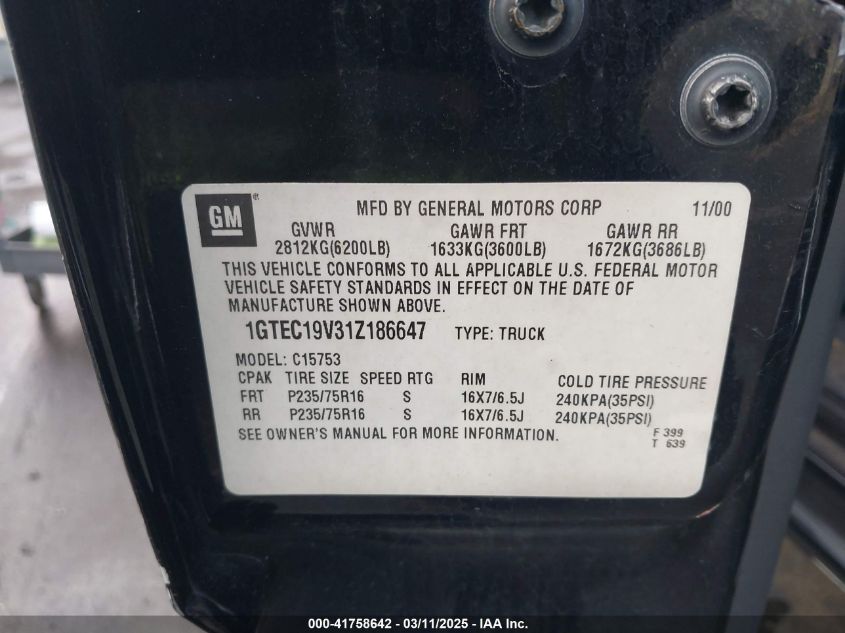 GM ®
MFD BY GENERAL MOTORS CORP 11/00
GVWR GAWR FRT GAWR RR
2812KG(6200LB) 1633KG(3600LB) 1672KG(3686LB)
THIS VEHICLE CONFORMS TO ALL APPLICABLE U.S. FEDERAL MOTOR
VEHICLE SAFETY STANDARDS IN EFFECT ON THE DATE OF
MANUFACTURE SHOWN ABOVE.
1GTEC19V31Z186647 TYPE: TRUCK
MODEL: C15753
CPAK TIRE SIZE SPEED RTG RIM COLD TIRE PRESSURE
FRT P235/75R16 S 16X7/6.5J 240KPA(35PSI)
RR P235/75R16 S 16X7/6.5J 240KPA(35PSI)
SEE OWNER'S MANUAL FOR MORE INFORMATION.
F 399
T 639
000-41758642 - 03/11/2025 - IAA Inc.